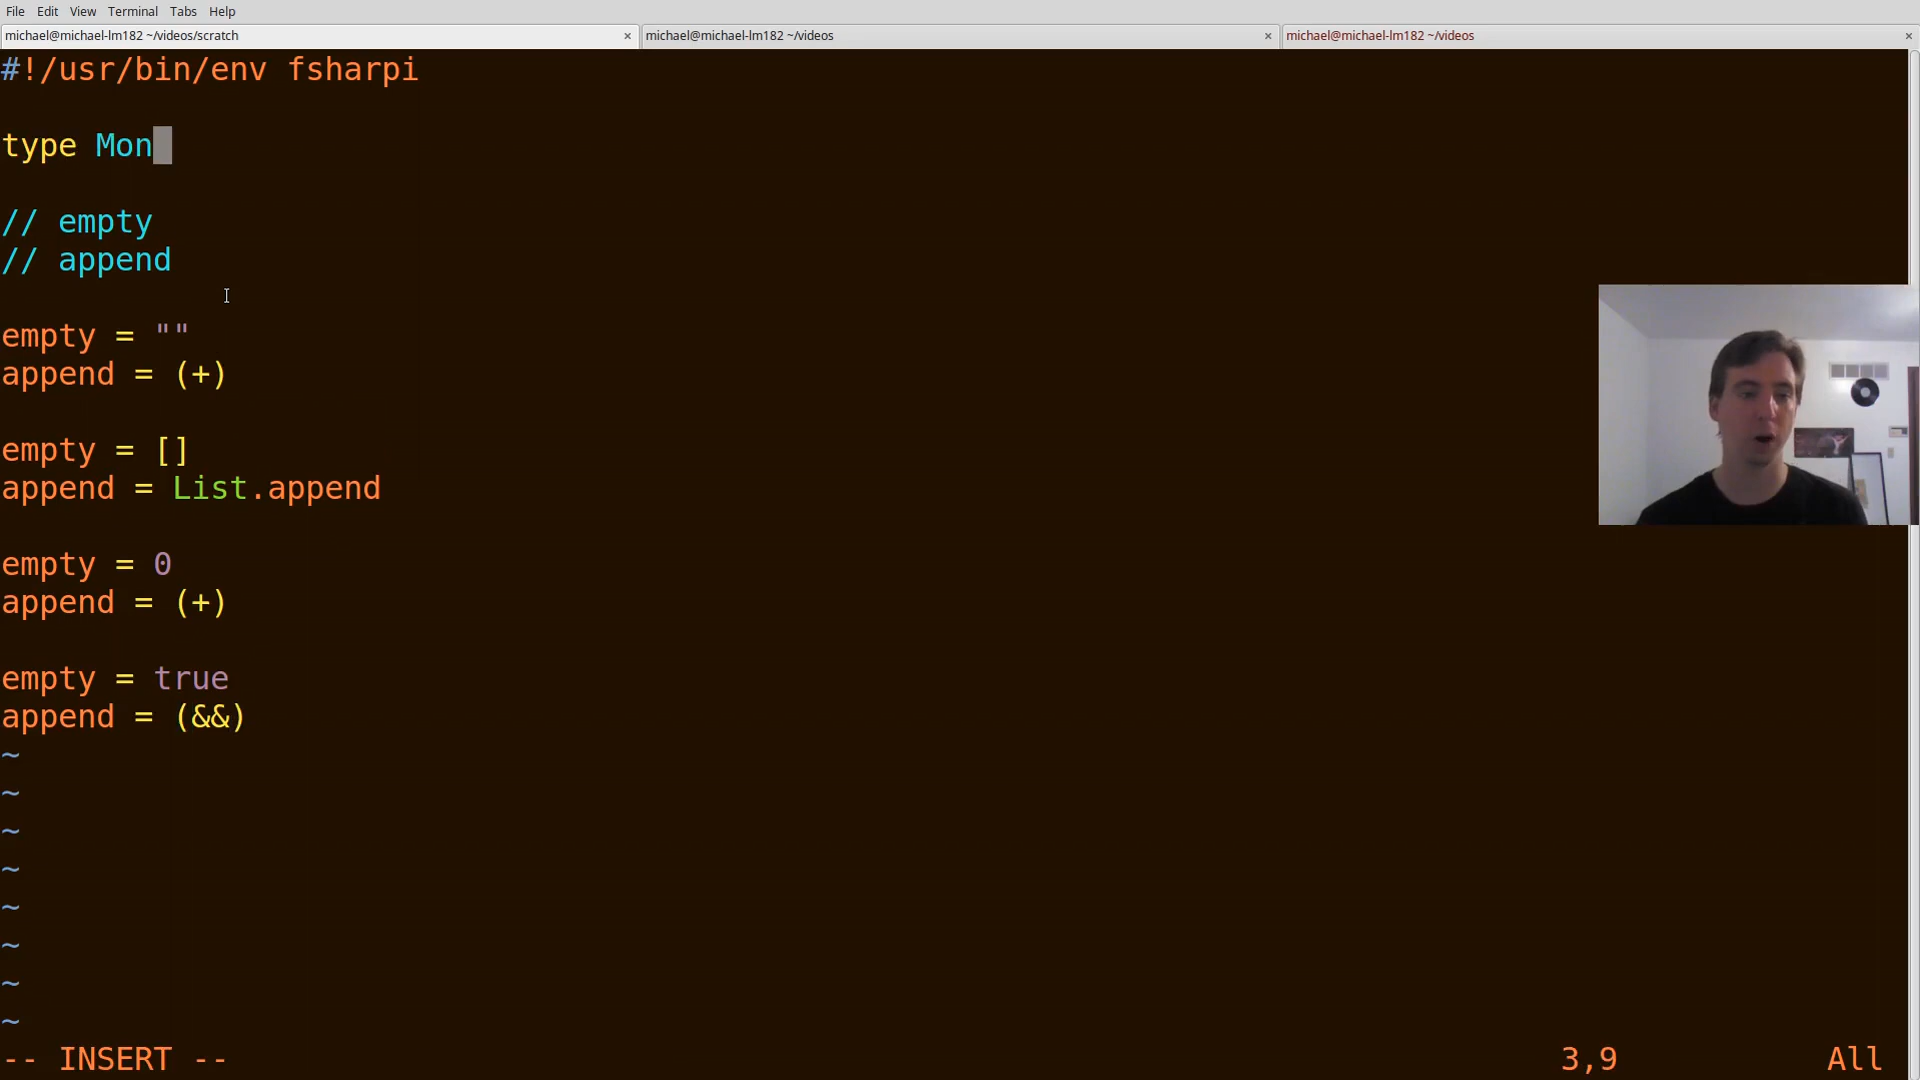 File Edit View Terminal Tabs Help
michael@michael-lm182 ~/videos/scratch × michael@michael-lm182 ~/videos × michael@michael-lm182 ~/videos ×
#!/usr/bin/env fsharpi
type Mon
// empty
// append
empty = ""
append = (+)
empty = []
append = List.append
empty = 0
append = (+)
empty = true
append = (&&)
~
~
~
~
~
~
~
~
-- INSERT -- 3,9 All